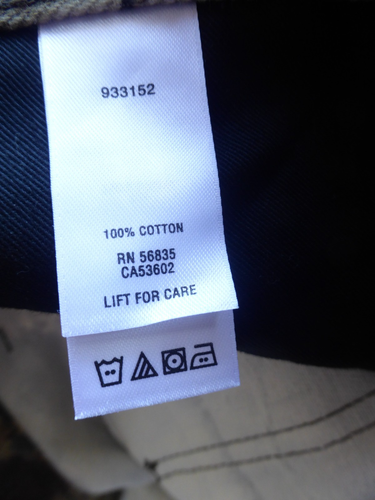 933152
100% COTTON
RN 56835
CA53602
LIFT FOR CARE